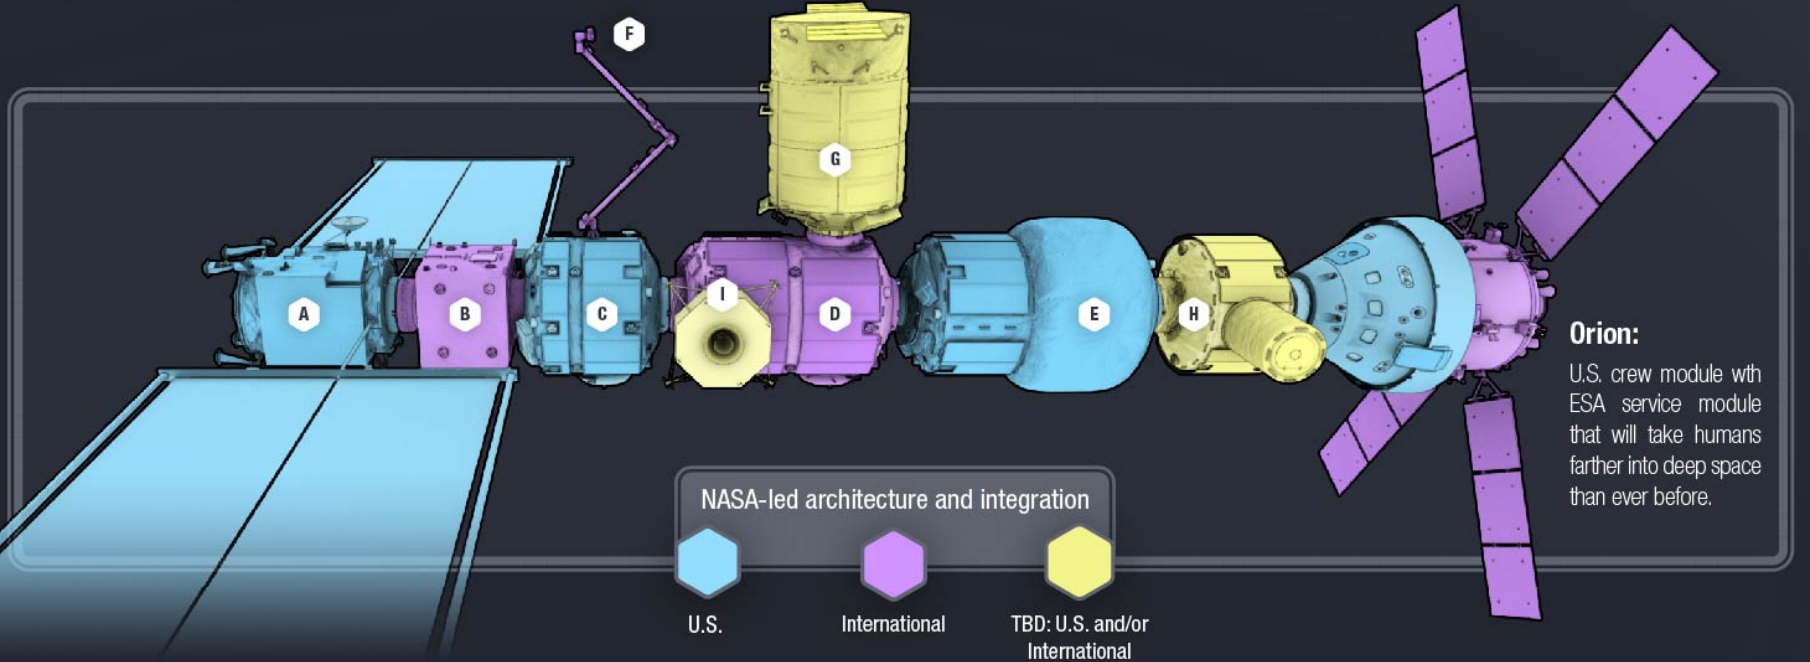 F
G
A
B
C
I
D
E
H
Orion:
U.S. crew module wth
ESA service module
that will take humans
farther into deep space
than ever before.
NASA-led architecture and integration
U.S.
International
TBD: U.S. and/or
International